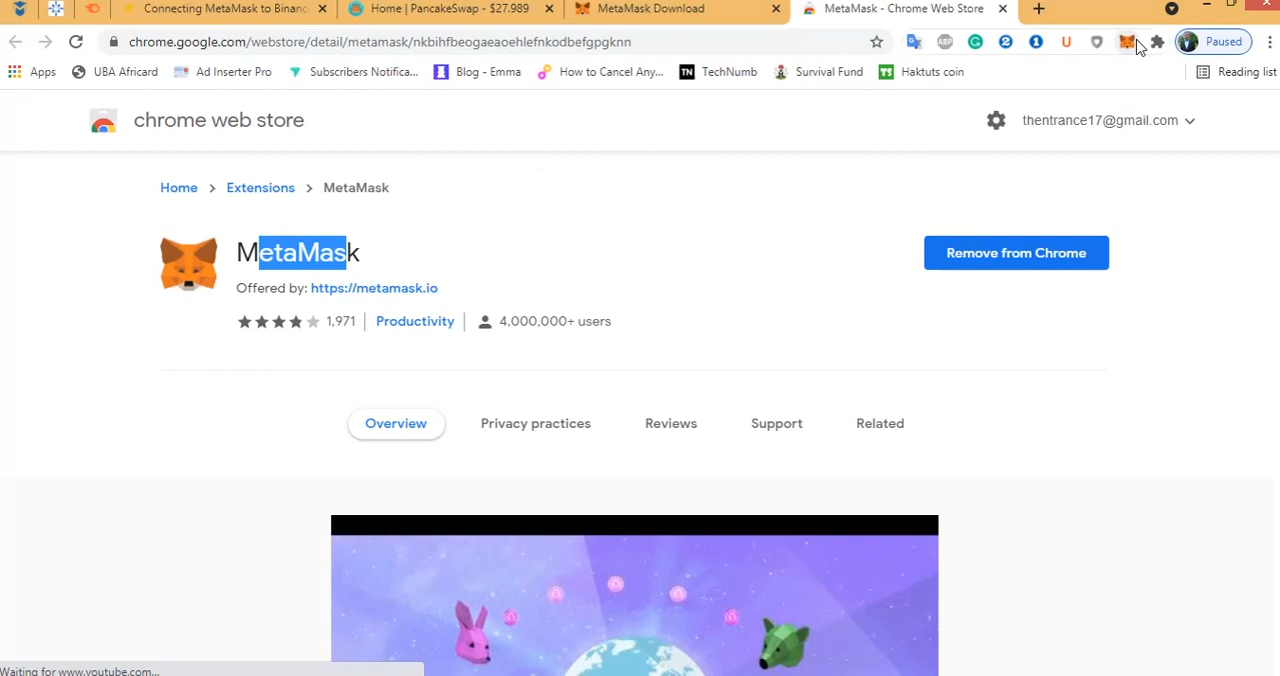 Connecting MetaMask to Binanc
Home | PancakeSwap - $27.989
MetaMask Download
MetaMask - Chrome Web Store
chrome.google.com/webstore/detail/metamask/nkbihfbeogaeaoehlefnkodbefgpgknn
ABP
2
1
U
Paused
Apps
UBA Africard
Ad Inserter Pro
Subscribers Notifica...
Blog - Emma
How to Cancel Any...
TN TechNumb
Survival Fund
Haktuts coin
Reading list
chrome web store
thentrance17@gmail.com
Home > Extensions > MetaMask
MetaMask
Remove from Chrome
Offered by: https://metamask.io
1,971 | Productivity | 4,000,000+ users
Overview
Privacy practices
Reviews
Support
Related
Waiting for www.youtube.com...